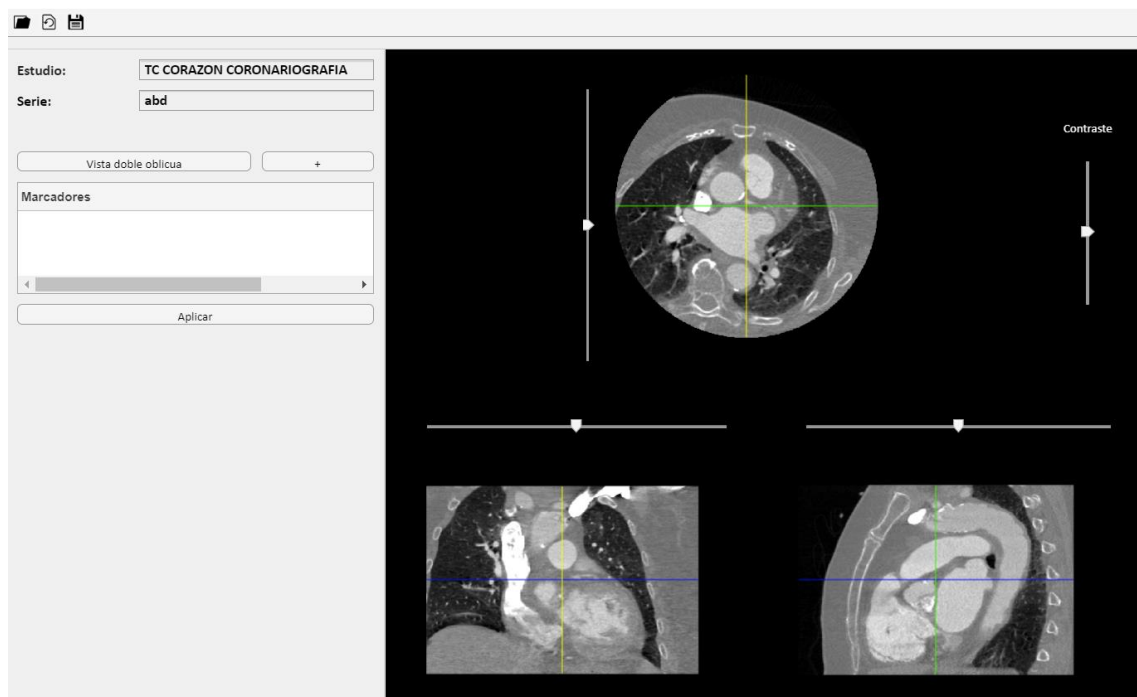 Estudio:
TC CORAZON CORONARIOGRAFIA
Serie:
abd
Vista doble oblicua
+
Marcadores
Aplicar
Contraste